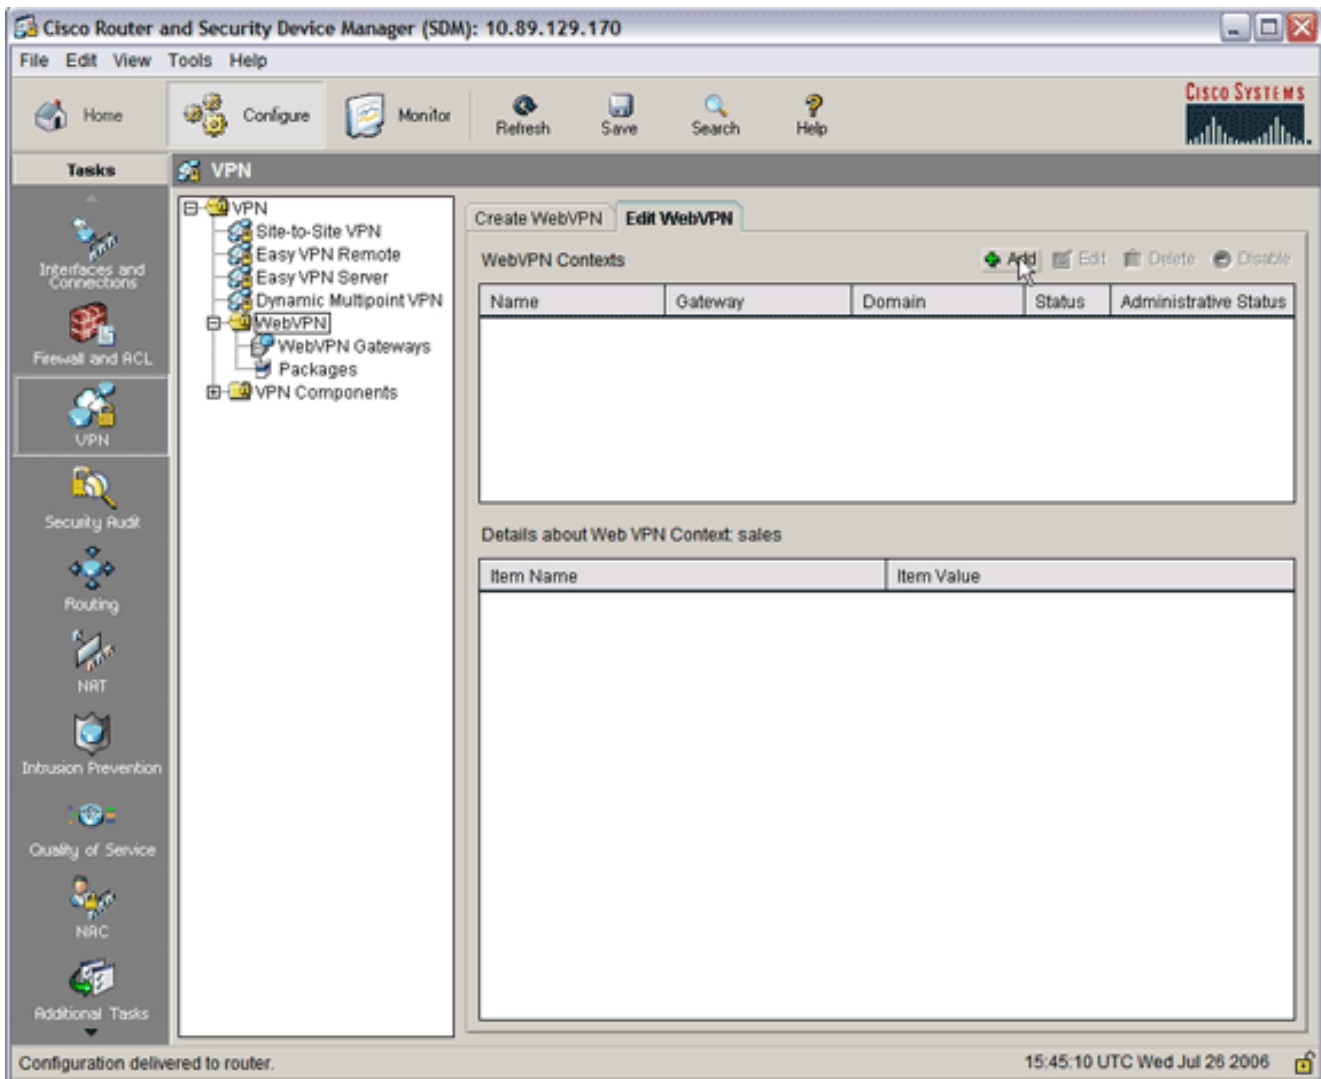 Cisco Router and Security Device Manager (SDM): 10.89.129.170
File Edit View Tools Help
Home Configure Monitor Refresh Save Search Help
CISCO SYSTEMS
Tasks
VPN
Interfaces and Connections
Firewall and ACL
VPN
Security Audit
Routing
NAT
Intrusion Prevention
Quality of Service
NAC
Additional Tasks
VPN
Site-to-Site VPN
Easy VPN Remote
Easy VPN Server
Dynamic Multipoint VPN
WebVPN
WebVPN Gateways
Packages
VPN Components
Create WebVPN Edit WebVPN
WebVPN Contexts Add Edit Delete Disable
Name Gateway Domain Status Administrative Status
Details about Web VPN Context: sales
Item Name Item Value
Configuration delivered to router. 15:45:10 UTC Wed Jul 26 2006